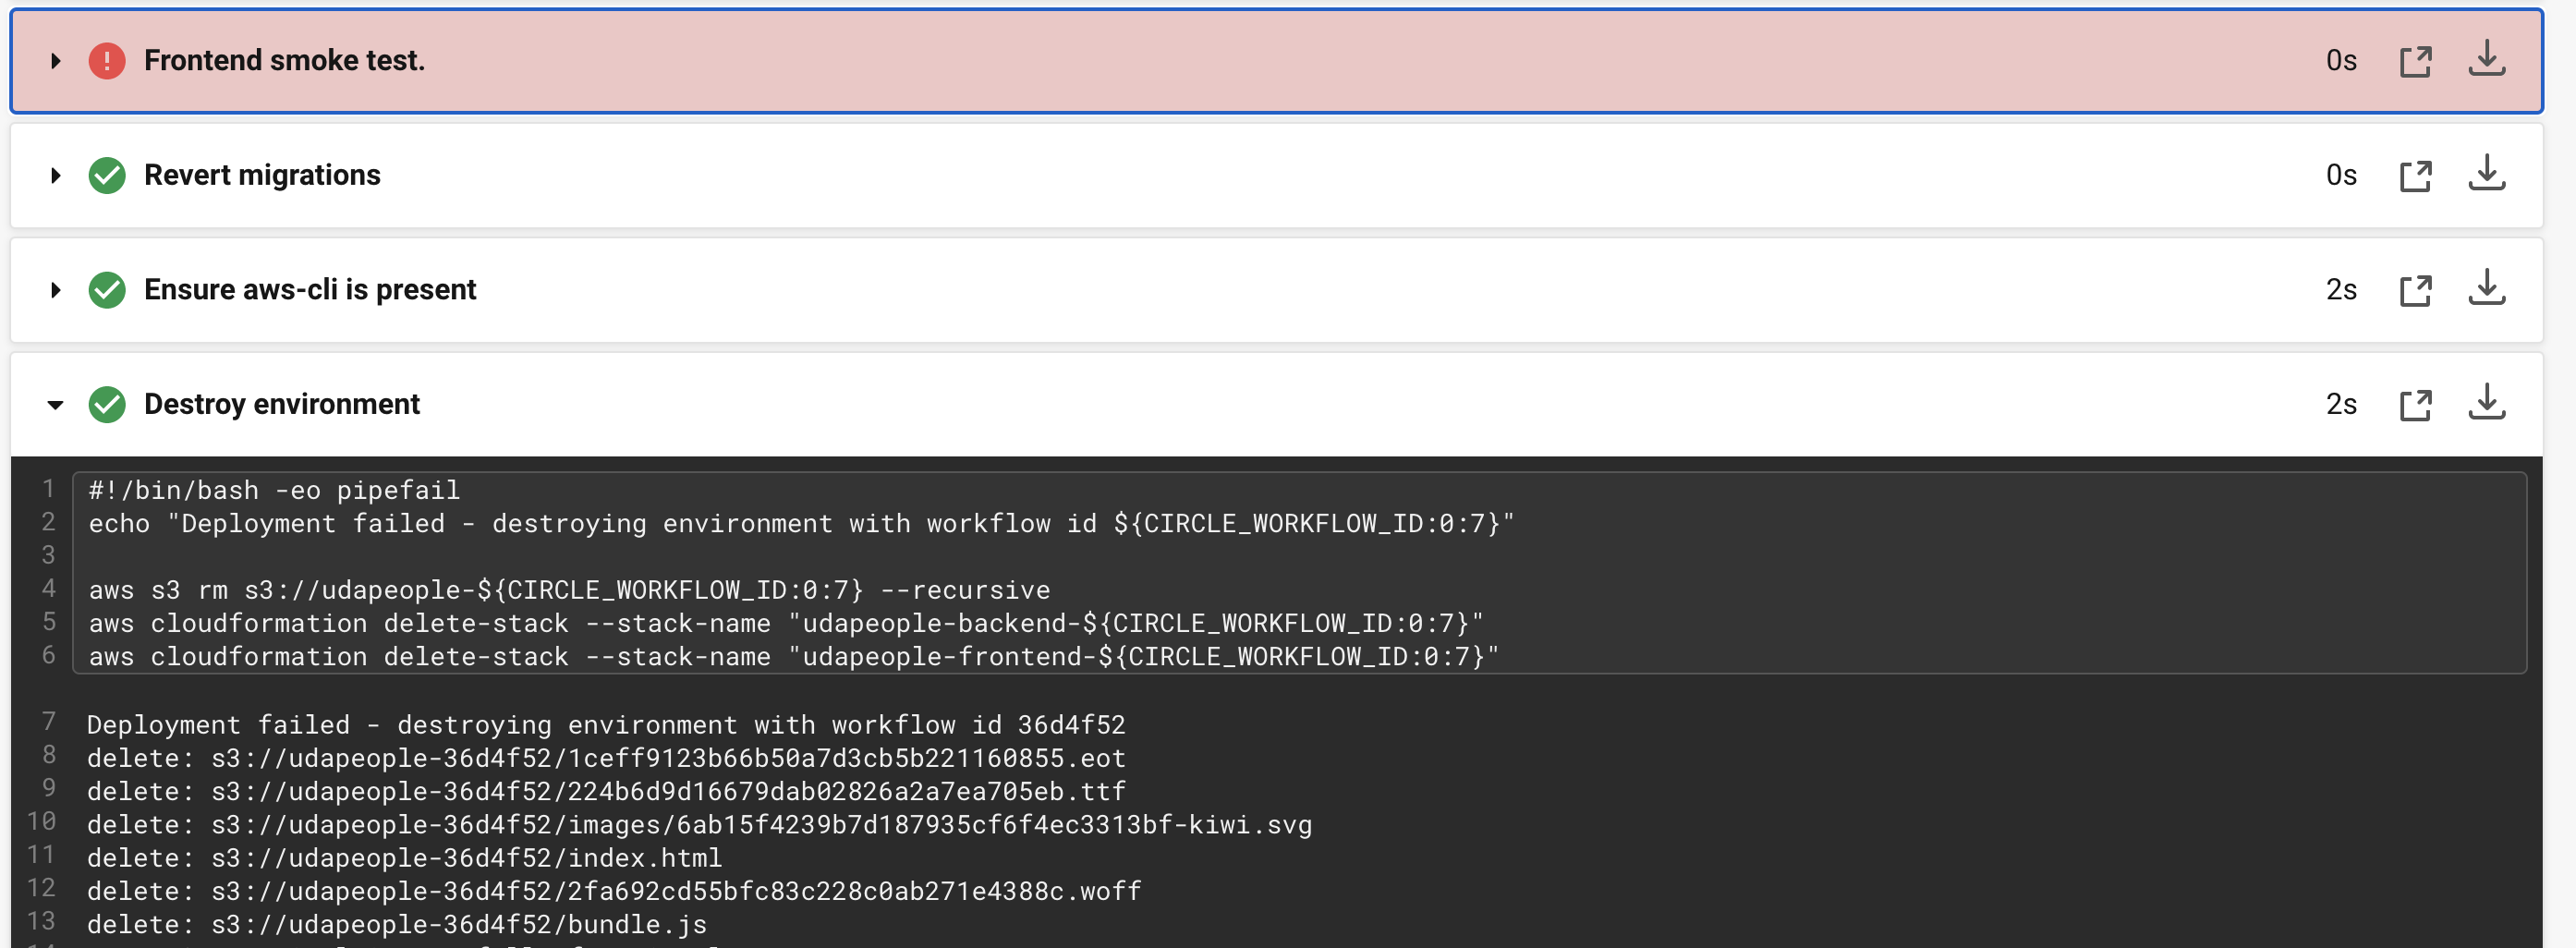 Frontend smoke test. 0s
Revert migrations 0s
Ensure aws-cli is present 2s
Destroy environment 2s
1 #!/bin/bash -eo pipefail
2 echo "Deployment failed - destroying environment with workflow id ${CIRCLE_WORKFLOW_ID:0:7}"
3
4 aws s3 rm s3://udapeople-${CIRCLE_WORKFLOW_ID:0:7} --recursive
5 aws cloudformation delete-stack --stack-name "udapeople-backend-${CIRCLE_WORKFLOW_ID:0:7}"
6 aws cloudformation delete-stack --stack-name "udapeople-frontend-${CIRCLE_WORKFLOW_ID:0:7}"
7 Deployment failed - destroying environment with workflow id 36d4f52
8 delete: s3://udapeople-36d4f52/1ceff9123b66b50a7d3cb5b221160855.eot
9 delete: s3://udapeople-36d4f52/224b6d9d16679dab02826a2a7ea705eb.ttf
10 delete: s3://udapeople-36d4f52/images/6ab15f4239b7d187935cf6f4ec3313bf-kiwi.svg
11 delete: s3://udapeople-36d4f52/index.html
12 delete: s3://udapeople-36d4f52/2fa692cd55bfc83c228c0ab271e4388c.woff
13 delete: s3://udapeople-36d4f52/bundle.js